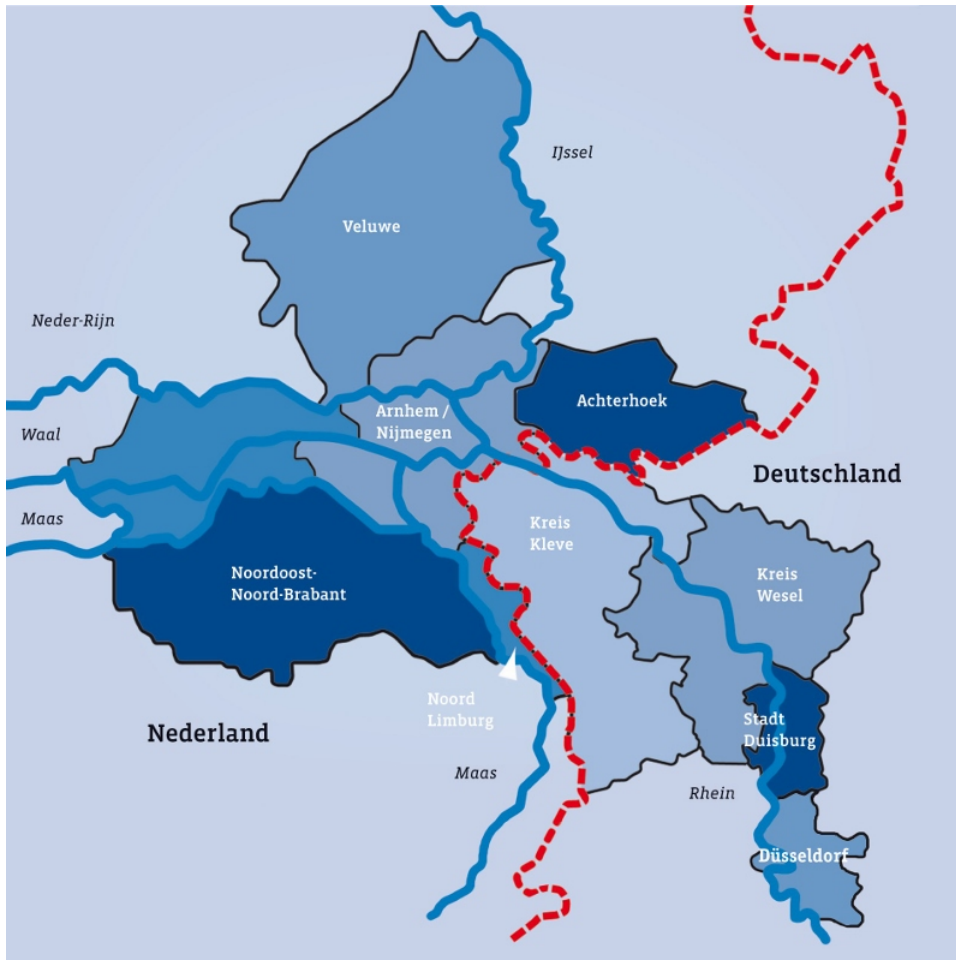 IJssel
Veluwe
Neder-Rijn
Achterhoek
Arnhem /
Nijmegen
Waal
Deutschland
Maas
Kreis
Kleve
Noordoost-
Noord-Brabant
Kreis
Wesel
Noord
Limburg
Nederland
Stadt
Duisburg
Maas
Rhein
Düsseldorf